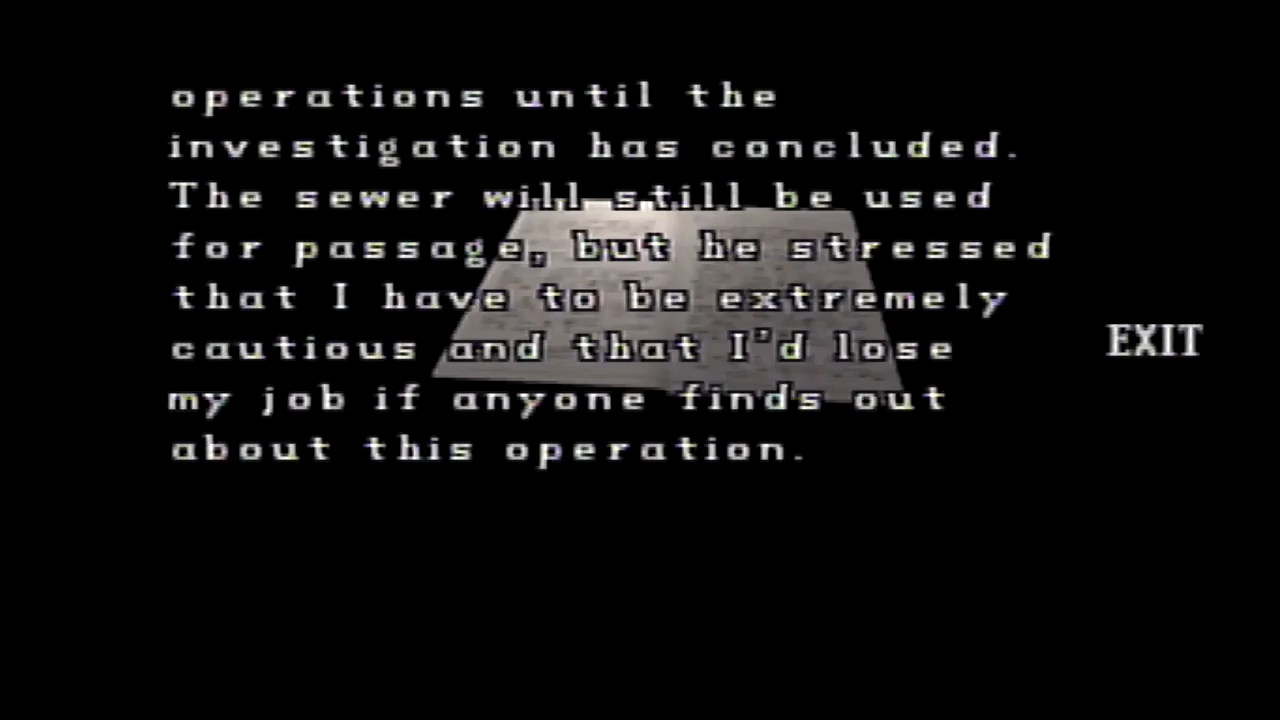 operations until the
investigation has concluded.
The sewer will still be used
for passage, but he stressed
that I have to be extremely
cautious and that I'd lose
my job if anyone finds out
about this operation.
EXIT